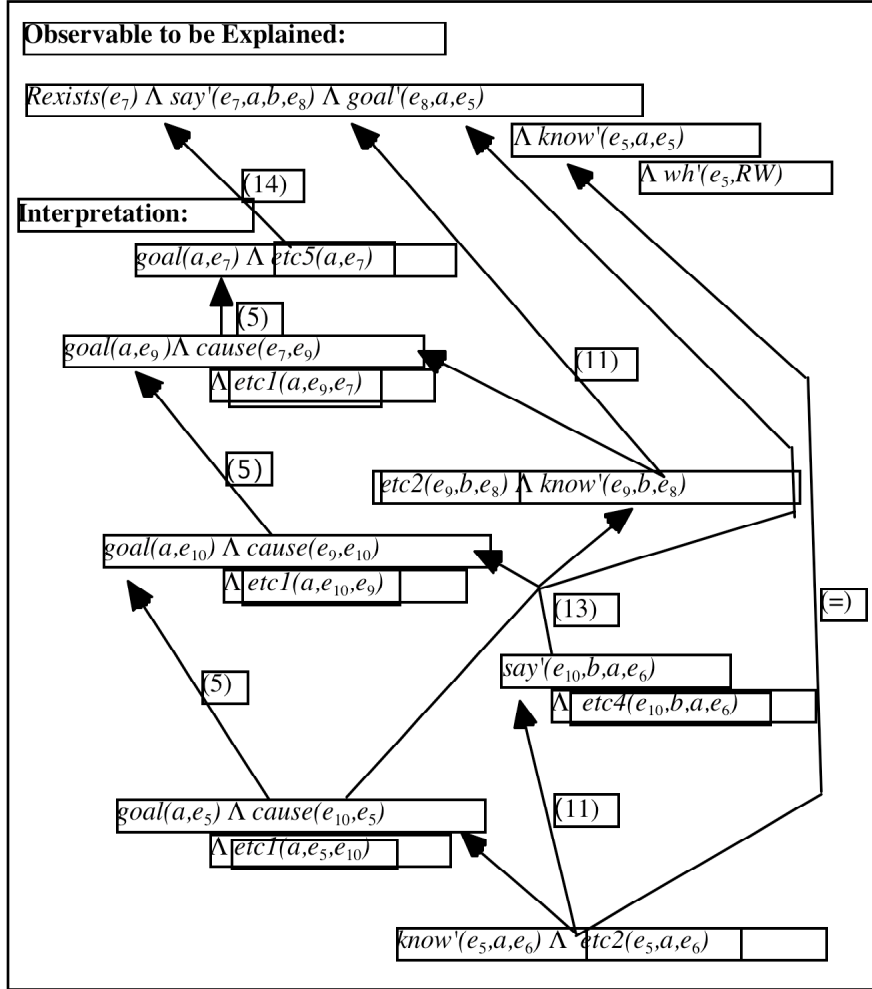 Observable to be Explained:
Rexists(e₇) Λ say'(e₇,a,b,e₈) Λ goal'(e₈,a,e₅)
Λ know'(e₅,a,e₅)
Λ wh'(e₅,RW)
(14)
Interpretation:
goal(a,e₇) Λ etc5(a,e₇)
(5)
goal(a,e₉)Λ cause(e₇,e₉)
(11)
Λ etc1(a,e₉,e₇)
(5)
etc2(e₉,b,e₈) Λ know'(e₉,b,e₈)
goal(a,e₁₀) Λ cause(e₉,e₁₀)
Λ etc1(a,e₁₀,e₉)
(13)
(=)
say'(e₁₀,b,a,e₆)
(5)
Λ etc4(e₁₀,b,a,e₆)
goal(a,e₅) Λ cause(e₁₀,e₅)
(11)
Λ etc1(a,e₅,e₁₀)
know'(e₅,a,e₆) Λ etc2(e₅,a,e₆)